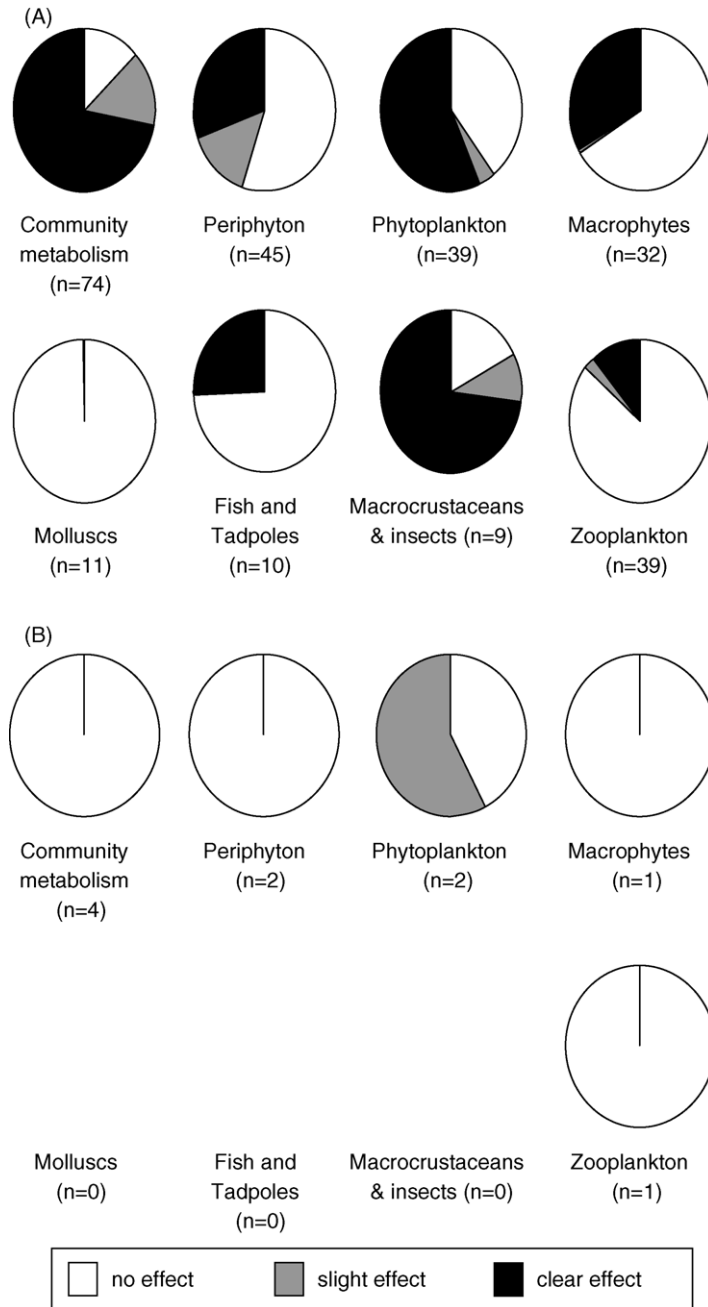 (A)
Community
metabolism
(n=74)
Periphyton
(n=45)
Phytoplankton
(n=39)
Macrophytes
(n=32)
Molluscs
(n=11)
Fish and
Tadpoles
(n=10)
Macrocrustaceans
& insects (n=9)
Zooplankton
(n=39)
(B)
Community
metabolism
(n=4)
Periphyton
(n=2)
Phytoplankton
(n=2)
Macrophytes
(n=1)
Molluscs
(n=0)
Fish and
Tadpoles
(n=0)
Macrocrustaceans
& insects (n=0)
Zooplankton
(n=1)
no effect
slight effect
clear effect